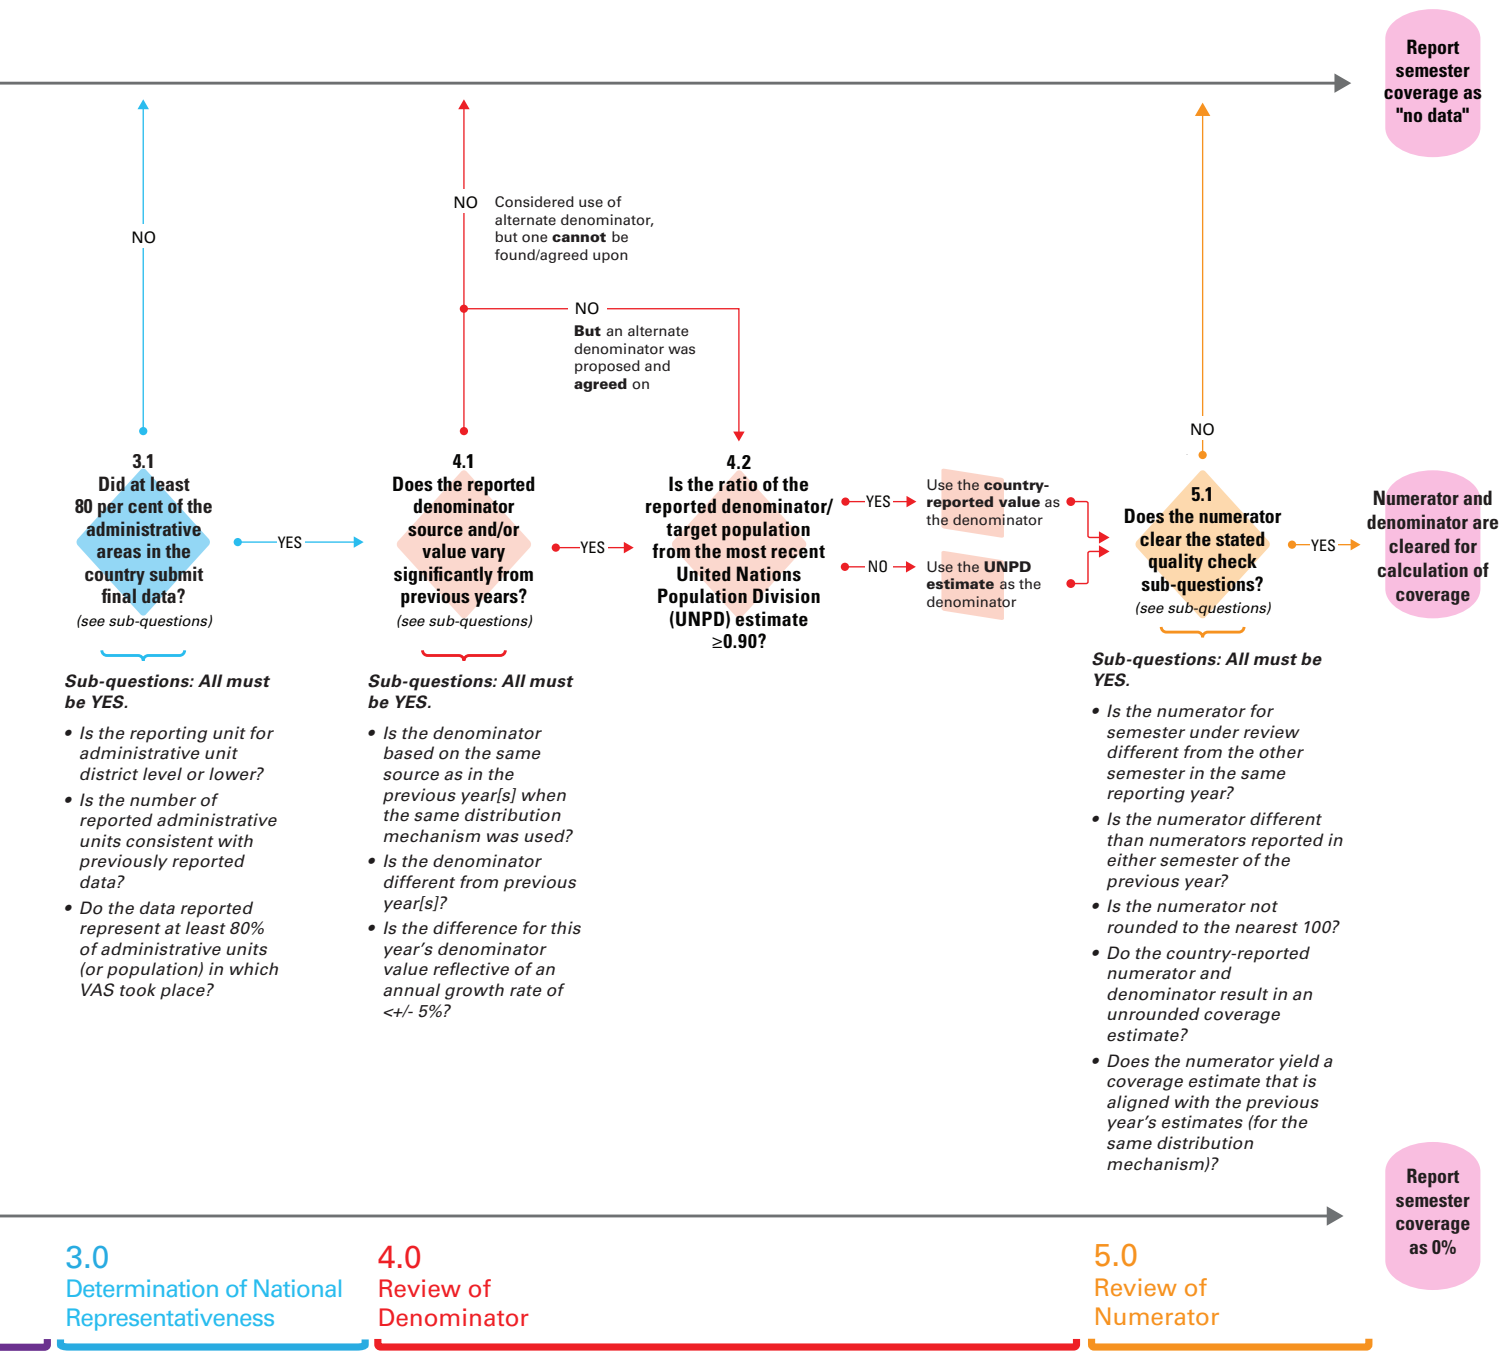 Report
semester
coverage as
"no data"
NO
NO
Considered use of
alternate denominator,
but one cannot be
found/agreed upon
NO
But an alternate
denominator was
proposed and
agreed on
3.1
Did at least
80 per cent of the
administrative
areas in the
country submit
final data?
(see sub-questions)
YES
Sub-questions: All must
be YES.
• Is the reporting unit for
administrative unit
district level or lower?
• Is the number of
reported administrative
units consistent with
previously reported
data?
• Do the data reported
represent at least 80%
of administrative units
(or population) in which
VAS took place?
4.1
Does the reported
denominator
source and/or
value vary
significantly from
previous years?
(see sub-questions)
YES
Sub-questions: All must
be YES.
• Is the denominator
based on the same
source as in the
previous year[s] when
the same distribution
mechanism was used?
• Is the denominator
different from previous
year[s]?
• Is the difference for this
year's denominator
value reflective of an
annual growth rate of
<+/- 5%?
4.2
Is the ratio of the
reported denominator/
target population
from the most recent
United Nations
Population Division
(UNPD) estimate
≥0.90?
YES
Use the country-
reported value as
the denominator
NO
Use the UNPD
estimate as the
denominator
NO
5.1
Does the numerator
clear the stated
quality check
sub-questions?
(see sub-questions)
YES
Sub-questions: All must be
YES.
• Is the numerator for
semester under review
different from the other
semester in the same
reporting year?
• Is the numerator different
than numerators reported in
either semester of the
previous year?
• Is the numerator not
rounded to the nearest 100?
• Do the country-reported
numerator and
denominator result in an
unrounded coverage
estimate?
• Does the numerator yield a
coverage estimate that is
aligned with the previous
year's estimates (for the
same distribution
mechanism)?
Numerator and
denominator are
cleared for
calculation of
coverage
Report
semester
coverage
as 0%
3.0
Determination of National
Representativeness
4.0
Review of
Denominator
5.0
Review of
Numerator